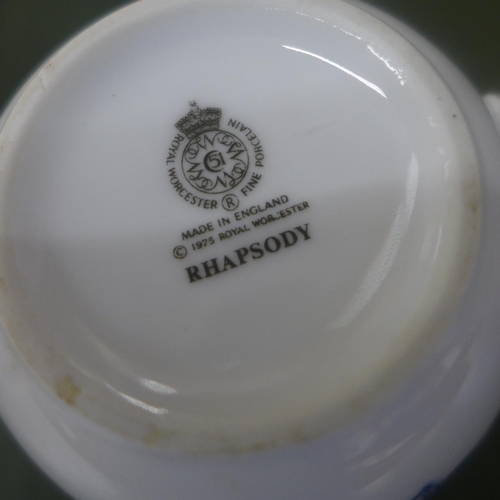 ROYAL WORCESTER FINE PORCELAIN
51
®
MADE IN ENGLAND
© 1975 ROYAL WORCESTER
RHAPSODY